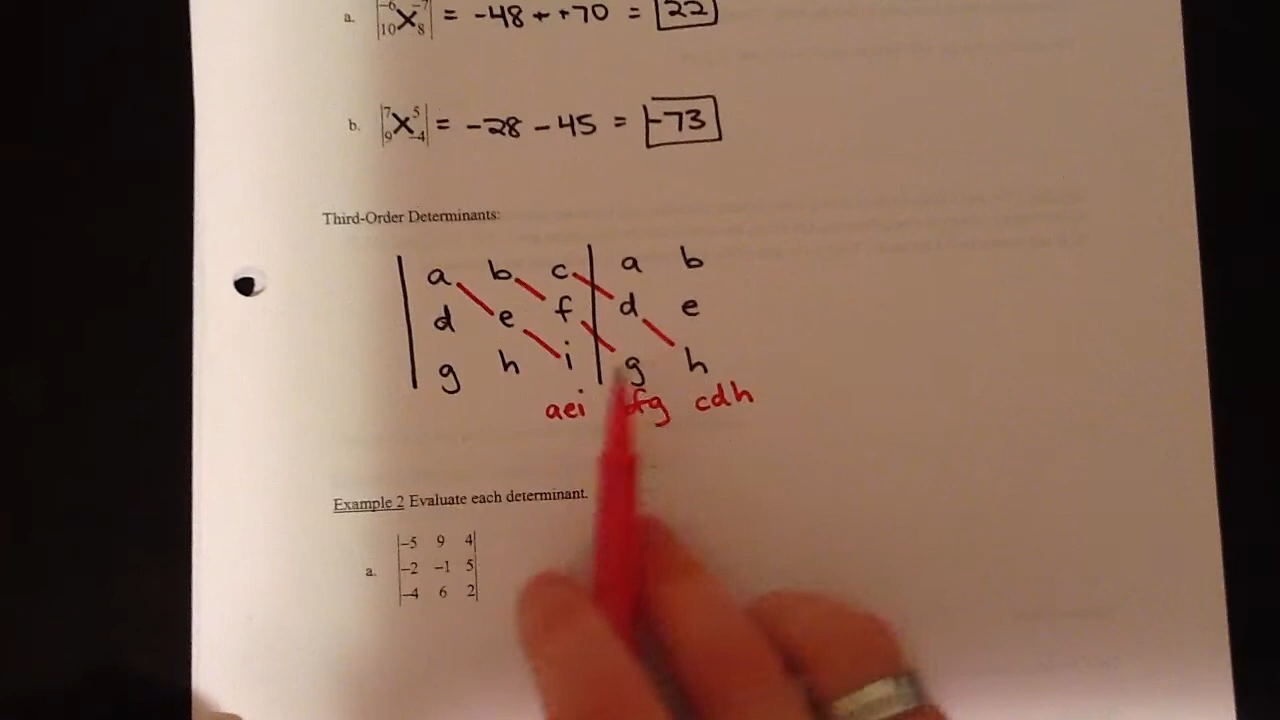 a. |-6 -7| = -48 + +70 = 22
|10 8|
b. |7 5| = -28 - 45 = -73
|9 -4|
Third-Order Determinants:
| a b c | a b
| d e f | d e
| g h i | g h
aei bfg cdh
Example 2 Evaluate each determinant.
|-5 9 4|
a. |-2 -1 5|
|-4 6 2|